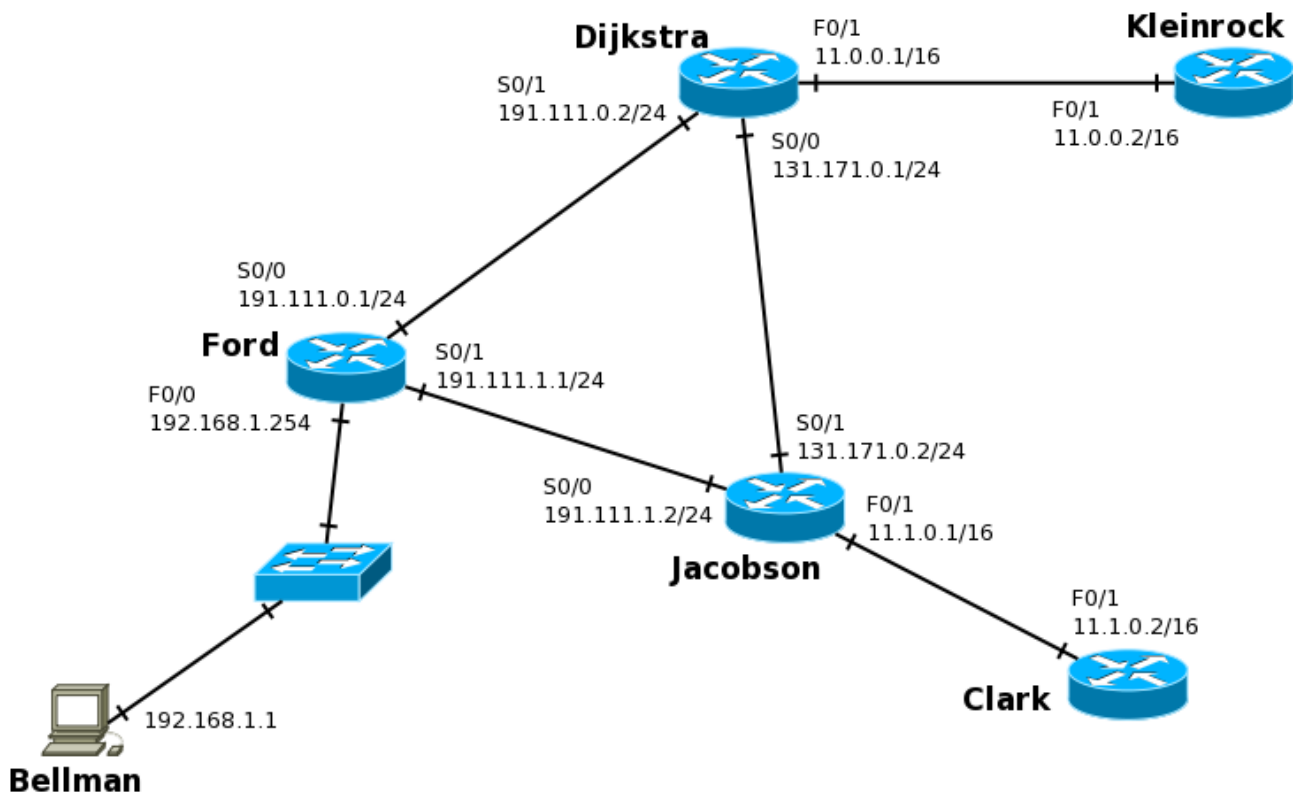 Dijkstra
F0/1
11.0.0.1/16
Kleinrock
S0/1
191.111.0.2/24
F0/1
11.0.0.2/16
S0/0
131.171.0.1/24
S0/0
191.111.0.1/24
Ford
S0/1
191.111.1.1/24
F0/0
192.168.1.254
S0/1
131.171.0.2/24
S0/0
191.111.1.2/24
F0/1
11.1.0.1/16
Jacobson
F0/1
11.1.0.2/16
Clark
192.168.1.1
Bellman